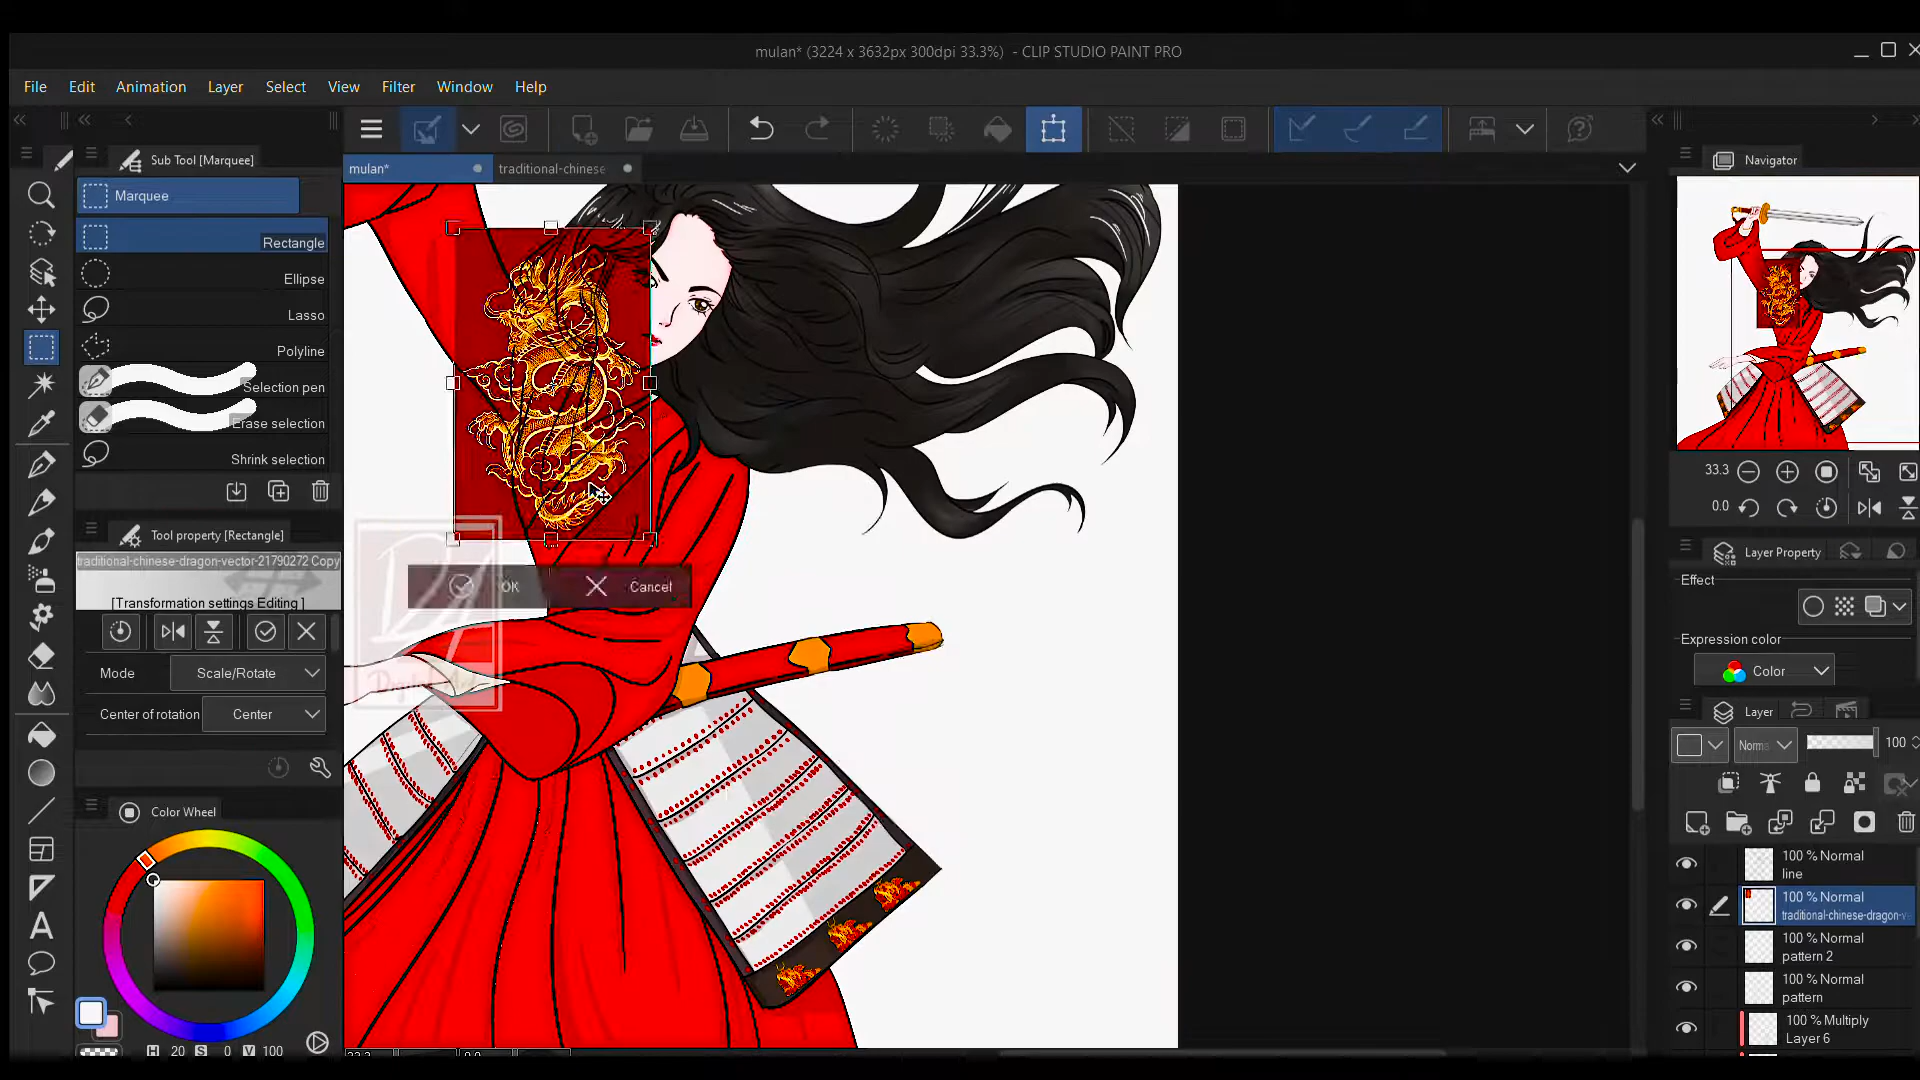 mulan* (3224 x 3632px 300dpi 33.3%) - CLIP STUDIO PAINT PRO
File Edit Animation Layer Select View Filter Window Help
Sub Tool [Marquee]
Marquee
Rectangle
Ellipse
Lasso
Polyline
Selection pen
Erase selection
Shrink selection
Tool property [Rectangle]
traditional-chinese-dragon-vector-21790272 Copy
[Transformation settings Editing ]
Mode Scale/Rotate
Center of rotation Center
Color Wheel
H 20 S 0 V 100
mulan*
traditional-chinese
OK Cancel
Digital Art
Navigator
33.3
0.0
Layer Property
Effect
Expression color
Color
Layer
Norma 100
100 % Normal
line
100 % Normal
traditional-chinese-dragon-v
100 % Normal
pattern 2
100 % Normal
pattern
100 % Multiply
Layer 6